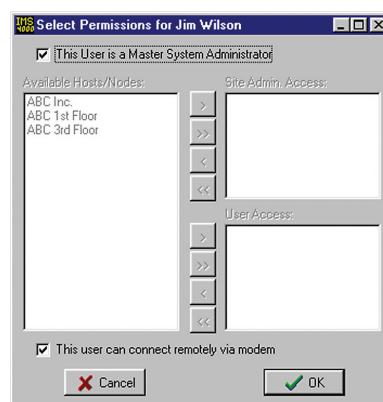 IMS 4000 Select Permissions for Jim Wilson
This User is a Master System Administrator
Available Hosts/Nodes:
Site Admin. Access:
ABC Inc.
ABC 1st Floor
ABC 3rd Floor
>
>>
<
<<
User Access:
>
>>
<
<<
This user can connect remotely via modem
Cancel
OK